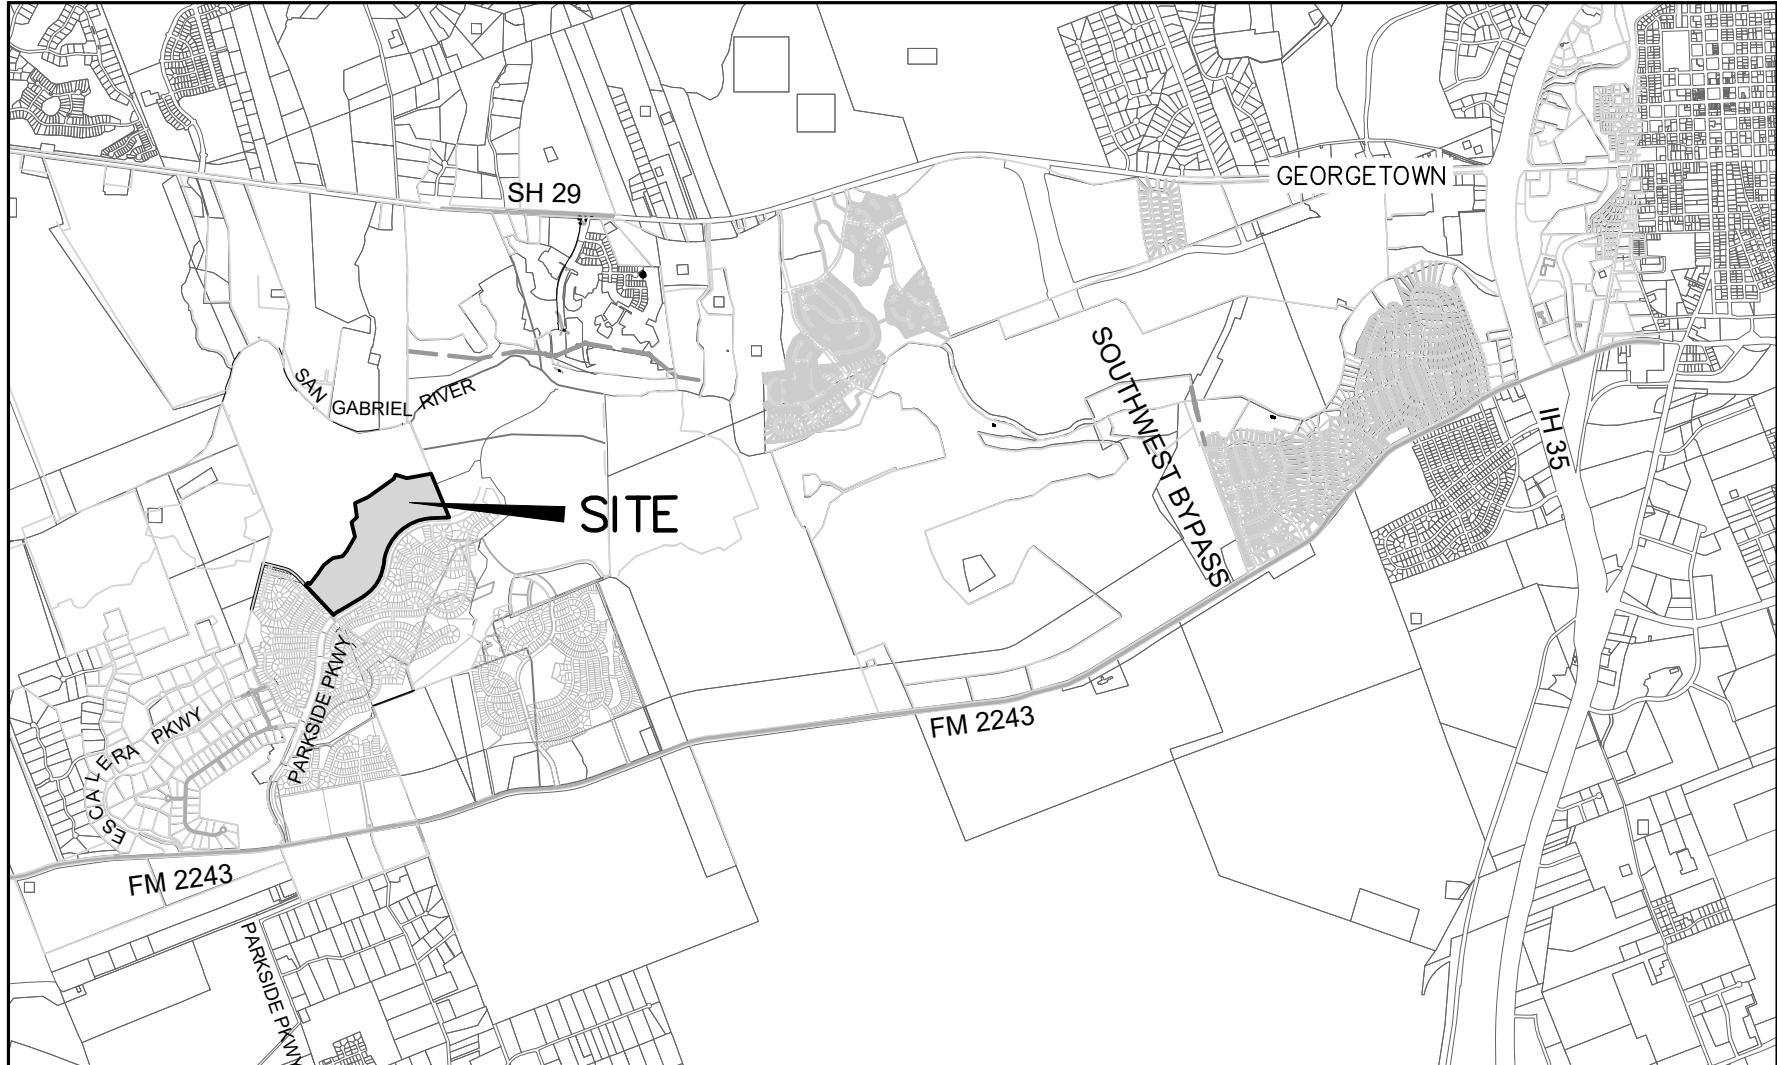 GEORGETOWN
SH 29
SAN GABRIEL RIVER
SOUTHWEST BYPASS
IH 35
SITE
PARKSIDE PKWY
ESCALERA PKWY
FM 2243
FM 2243
PARKSIDE PKWY